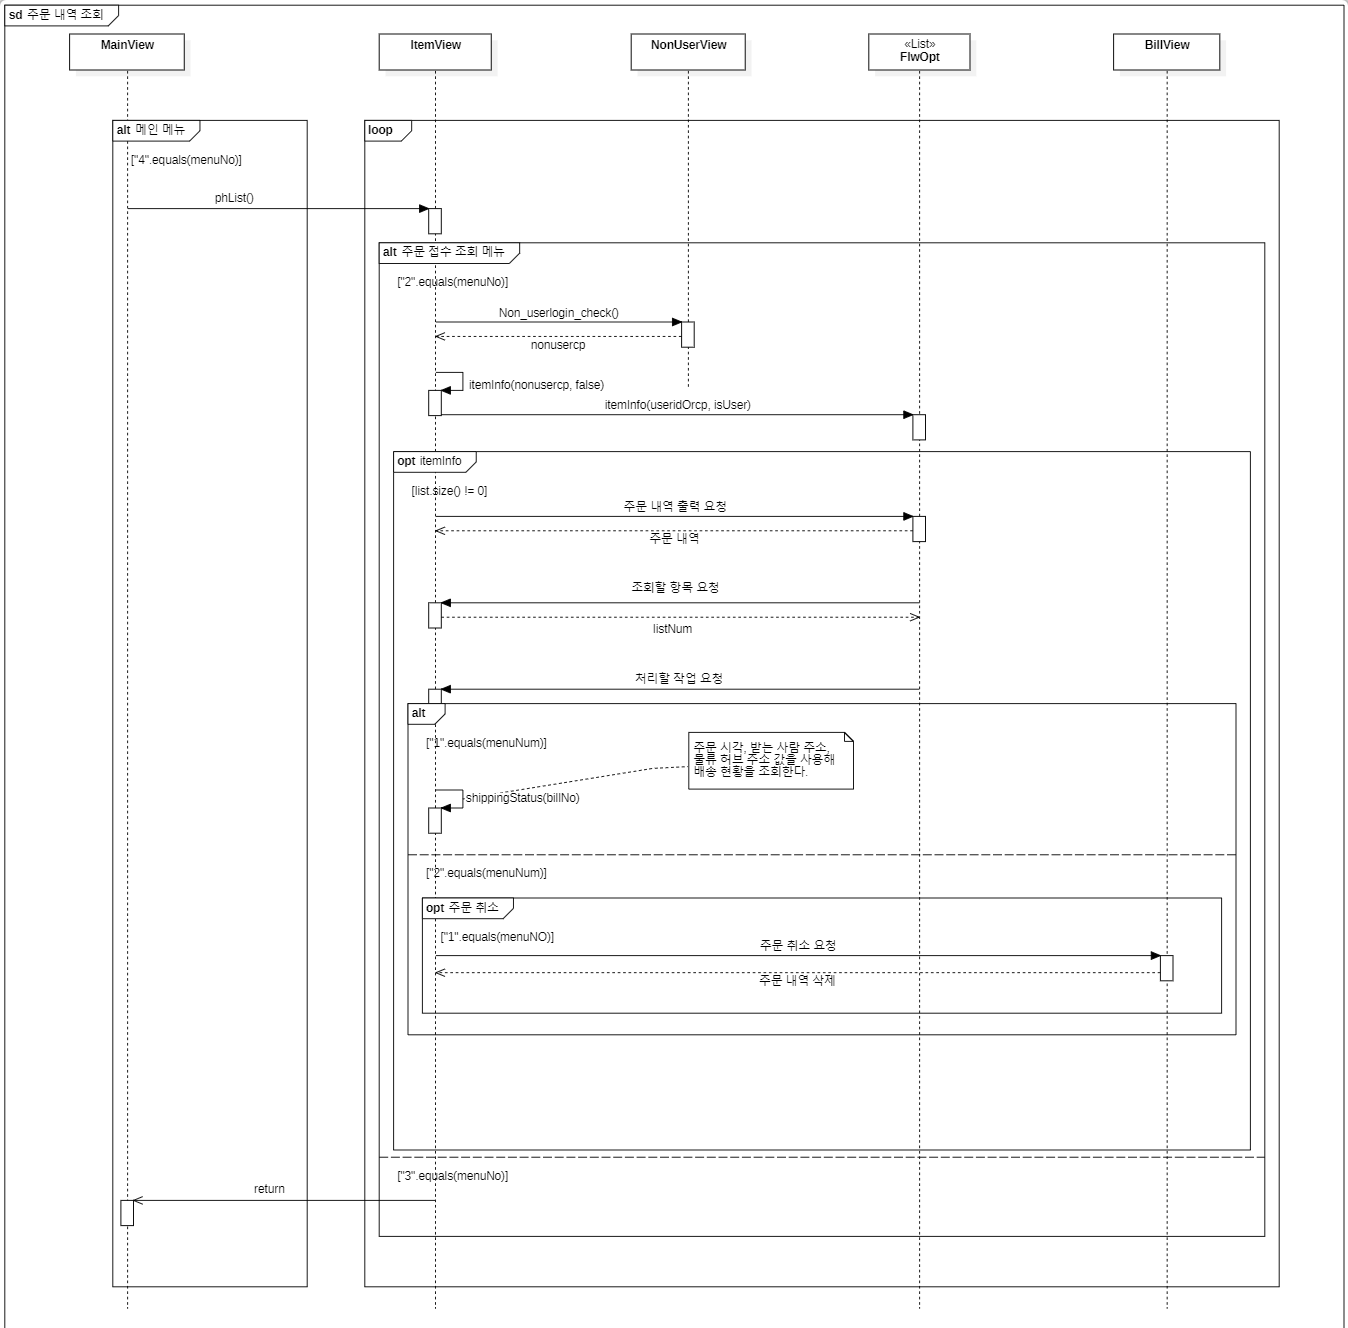 sd 주문 내역 조회
MainView
ItemView
NonUserView
«List»
FlwOpt
BillView
alt 메인 메뉴
loop
["4".equals(menuNo)]
phList()
alt 주문 접수 조회 메뉴
["2".equals(menuNo)]
Non_userlogin_check()
nonusercp
itemInfo(nonusercp, false)
itemInfo(useridOrcp, isUser)
opt itemInfo
[list.size() != 0]
주문 내역 출력 요청
주문 내역
조회할 항목 요청
listNum
처리할 작업 요청
alt
["1".equals(menuNum)]
주문 시각, 받는 사람 주소,
물류 허브 주소 값을 사용해
배송 현황을 조회한다.
shippingStatus(billNo)
["2".equals(menuNum)]
opt 주문 취소
["1".equals(menuNO)]
주문 취소 요청
주문 내역 삭제
["3".equals(menuNo)]
return